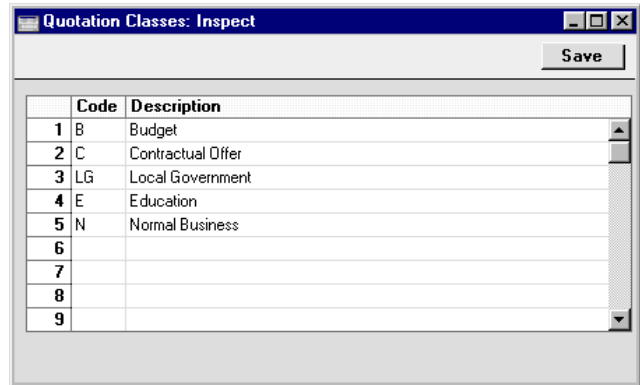 Quotation Classes: Inspect
Save
Code Description
1 B Budget
2 C Contractual Offer
3 LG Local Government
4 E Education
5 N Normal Business
6
7
8
9